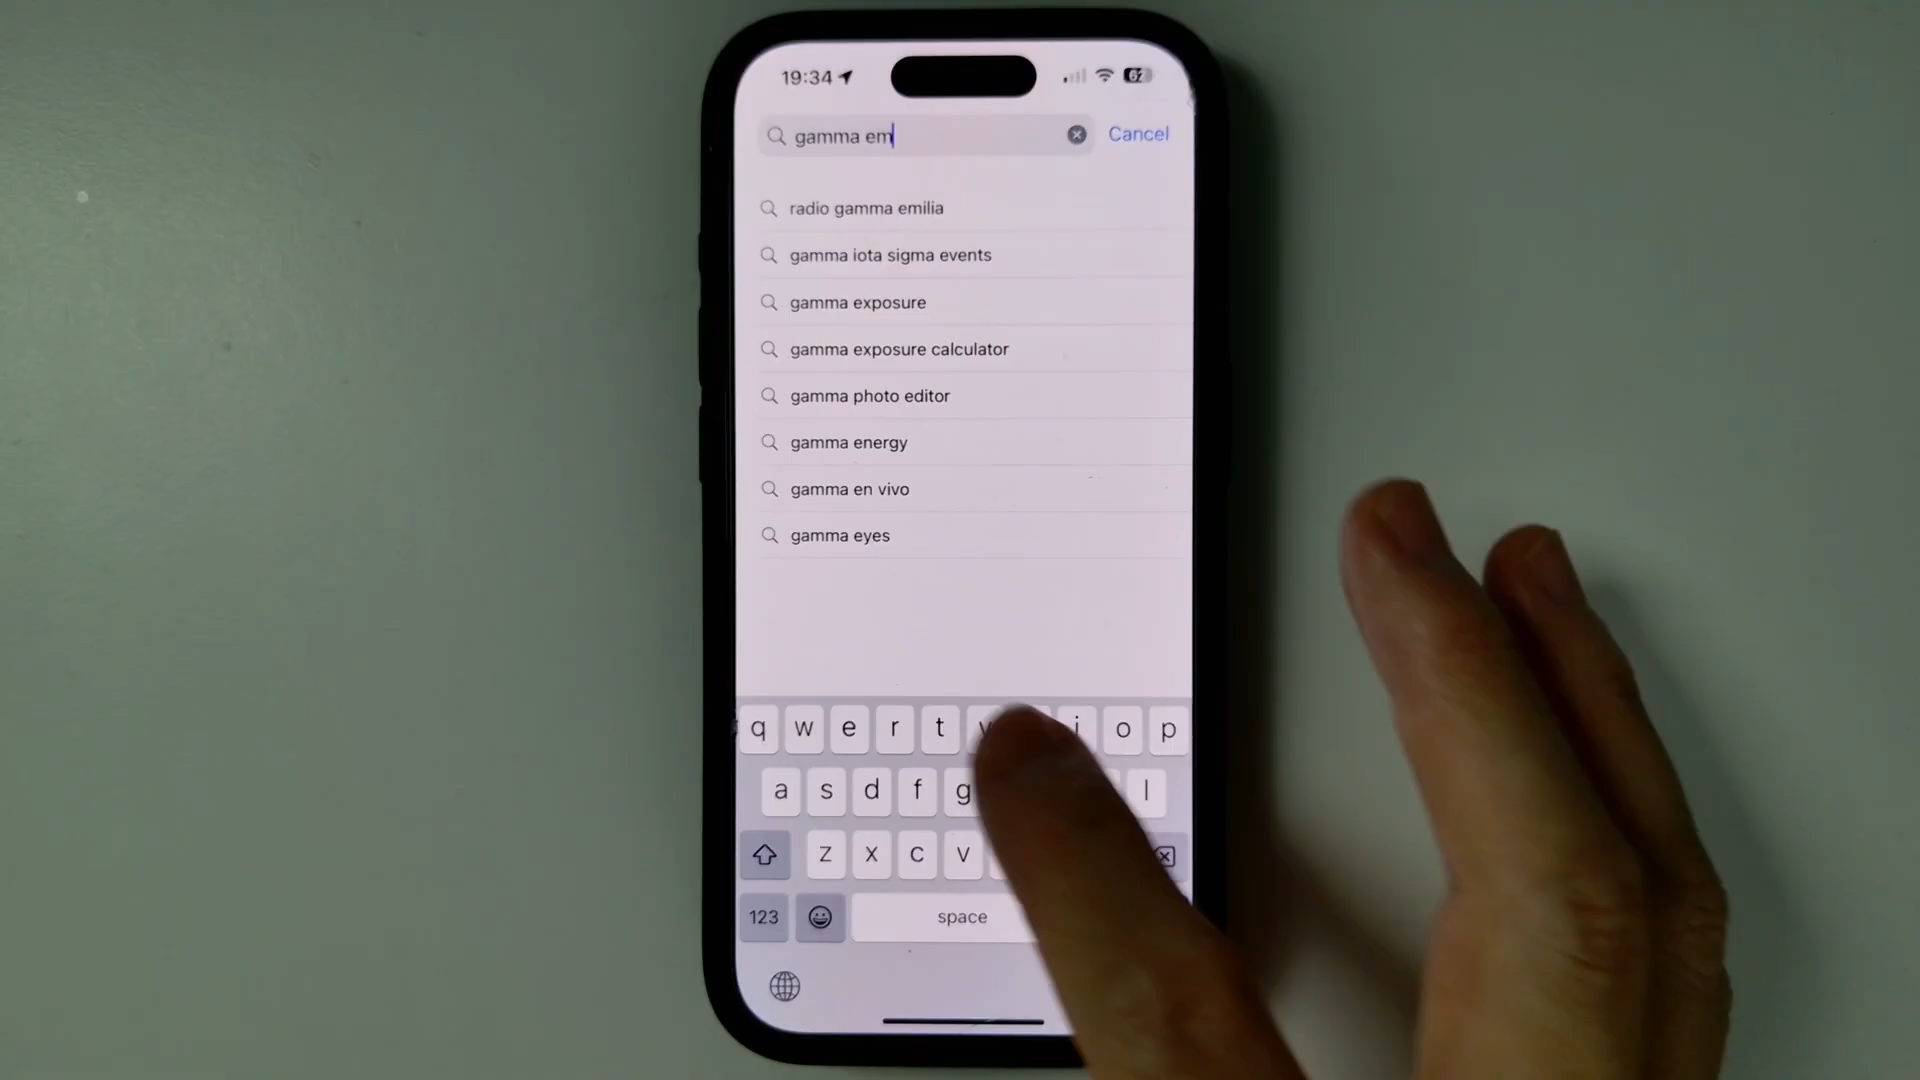 19:34 62
gamma em Cancel
radio gamma emilia
gamma iota sigma events
gamma exposure
gamma exposure calculator
gamma photo editor
gamma energy
gamma en vivo
gamma eyes
q w e r t y i o p
a s d f g l
z x c v
123 space